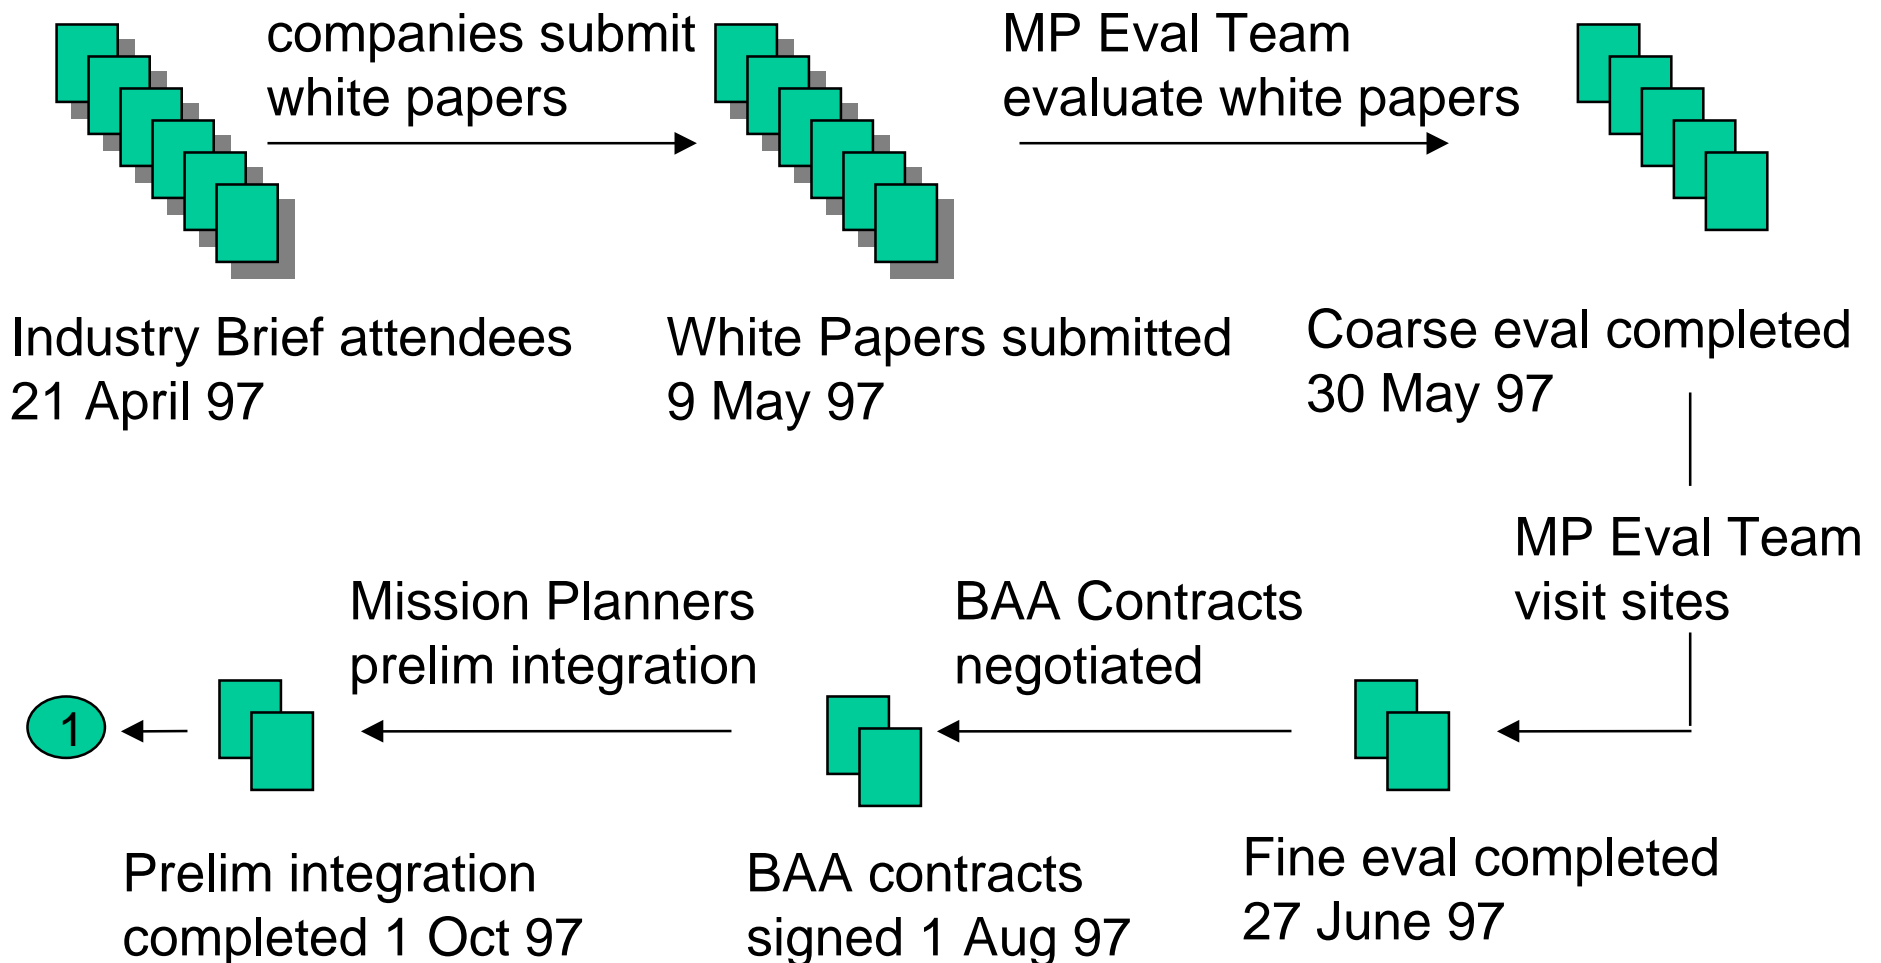 companies submit
white papers
MP Eval Team
evaluate white papers
Industry Brief attendees
21 April 97
White Papers submitted
9 May 97
Coarse eval completed
30 May 97
MP Eval Team
visit sites
Mission Planners
prelim integration
BAA Contracts
negotiated
1
Prelim integration
completed 1 Oct 97
BAA contracts
signed 1 Aug 97
Fine eval completed
27 June 97